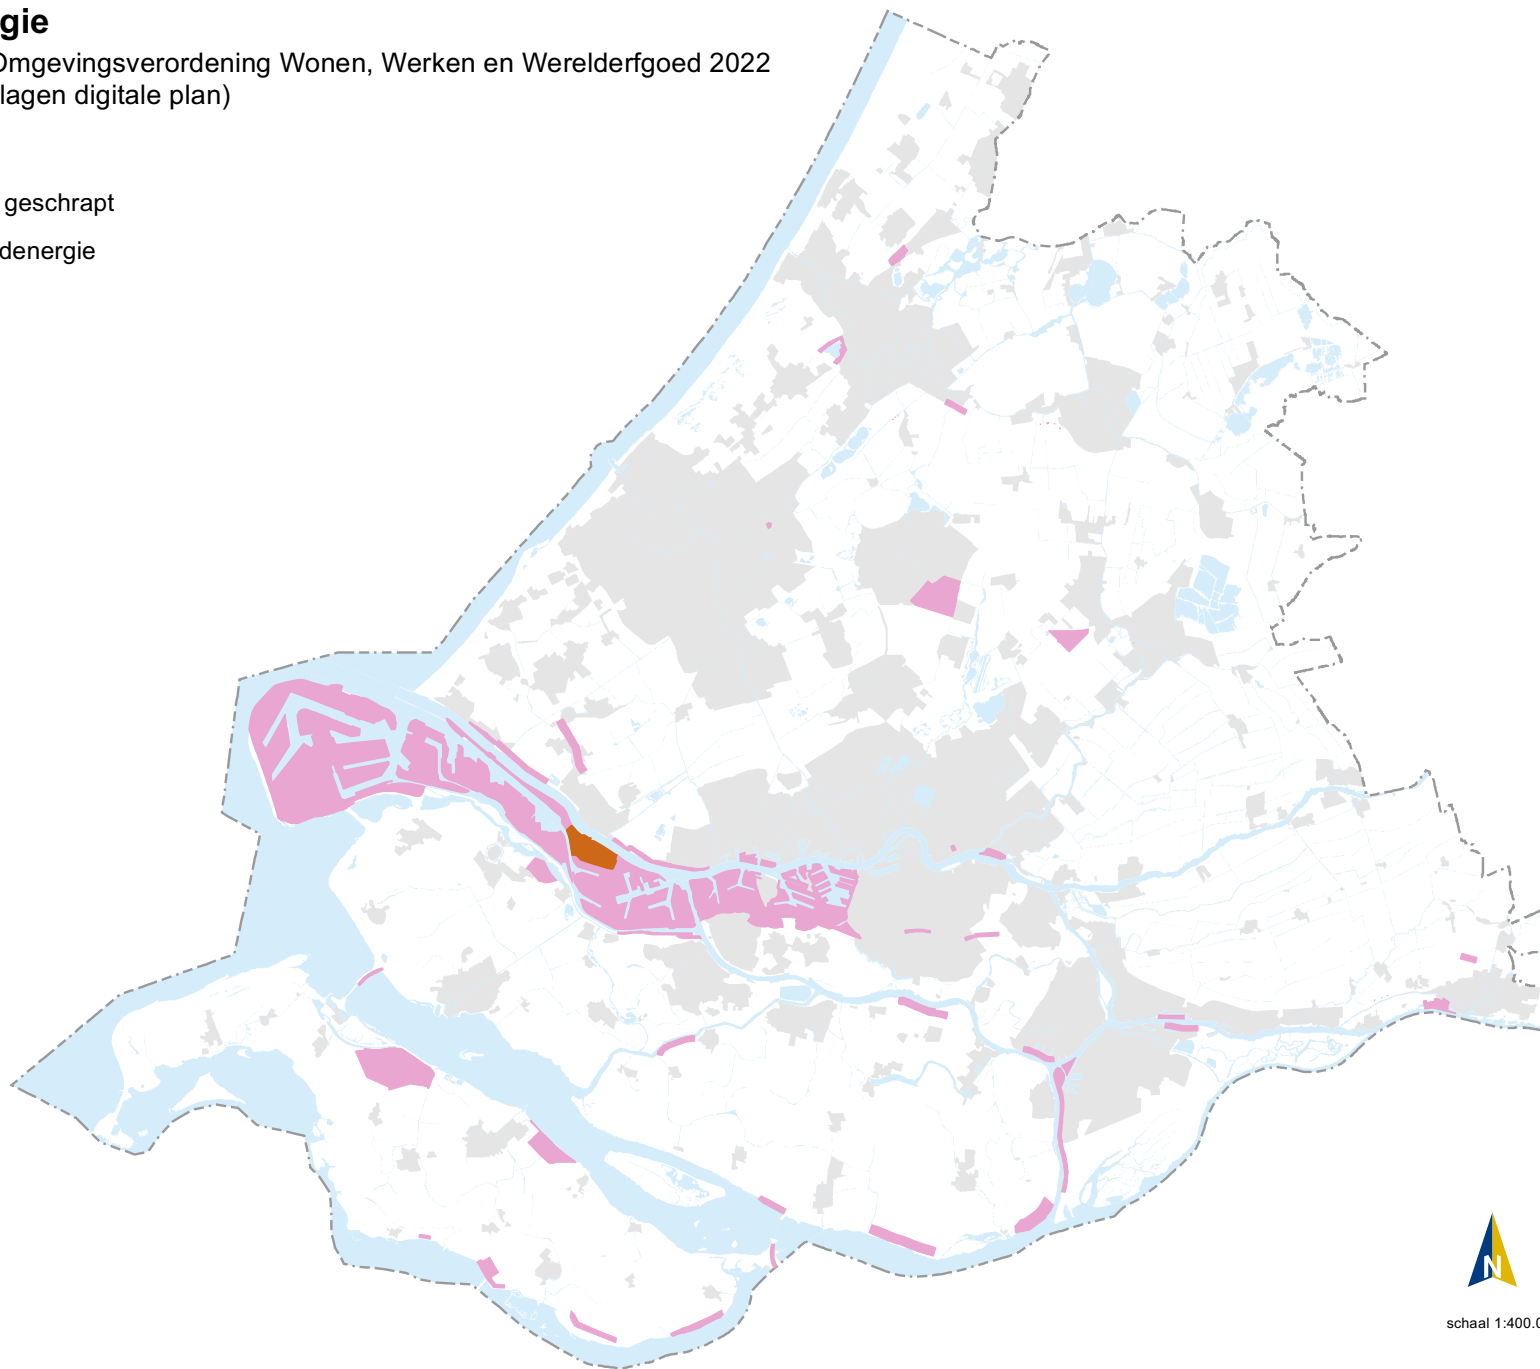 gie
Omgevingsverordening Wonen, Werken en Werelderfgoed 2022
lagen digitale plan)
geschrapt
denergie
N
schaal 1:400.0